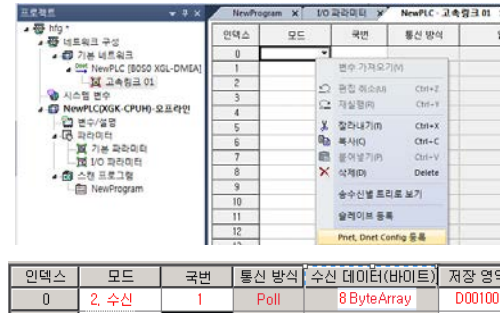 프로젝트
hfg *
네트워크 구성
기본 네트워크
NewPLC [B0S0 XGL-DMEA]
고속링크 01
시스템 변수
NewPLC(XGK-CPUH)-오프라인
변수/설명
파라미터
기본 파라미터
I/O 파라미터
스캔 프로그램
NewProgram
NewProgram x I/O 파라미터 x NewPLC - 고속링크 01
인덱스 모드 국번 통신 방식
0
1
2
3
4
5
6
7
8
9
10
11
12
변수 가져오기(V)
편집 취소(U) Ctrl+Z
재실행(R) Ctrl+Y
잘라내기(T) Ctrl+X
복사(C) Ctrl+C
붙여넣기(P) Ctrl+V
삭제(D) Delete
송수신별 트리로 보기
슬레이브 등록
Pnet, Dnet Config 등록
인덱스 모드 국번 통신 방식 수신 데이터(바이트) 저장 영역
0 2. 수신 1 Poll 8 ByteArray D00100